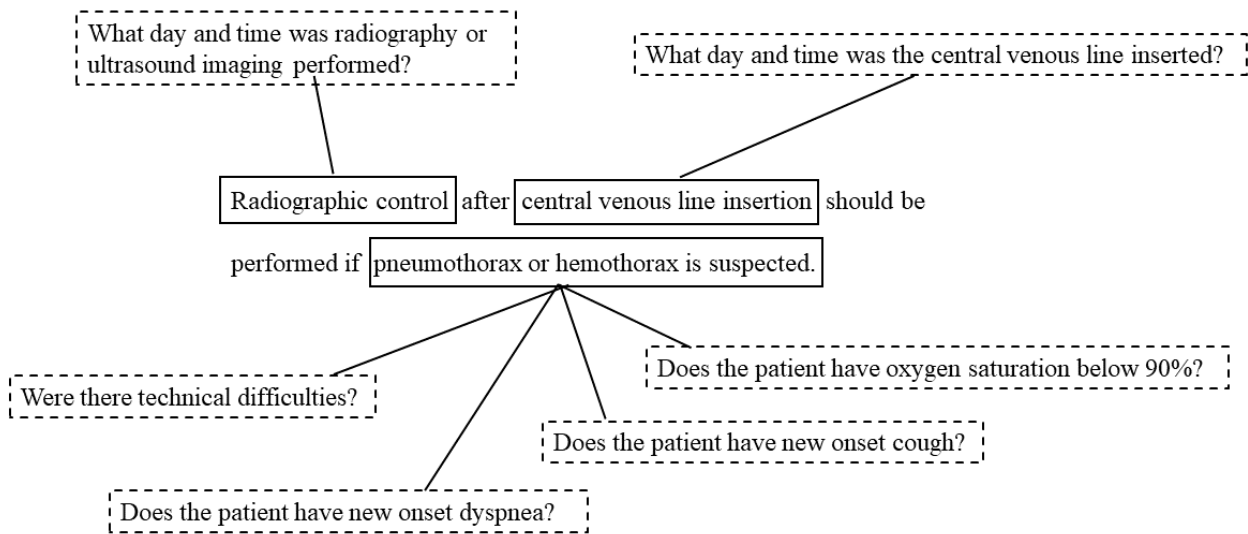 What day and time was radiography or
ultrasound imaging performed?
What day and time was the central venous line inserted?
Radiographic control after central venous line insertion should be
performed if pneumothorax or hemothorax is suspected.
Does the patient have oxygen saturation below 90%?
Were there technical difficulties?
Does the patient have new onset cough?
Does the patient have new onset dyspnea?